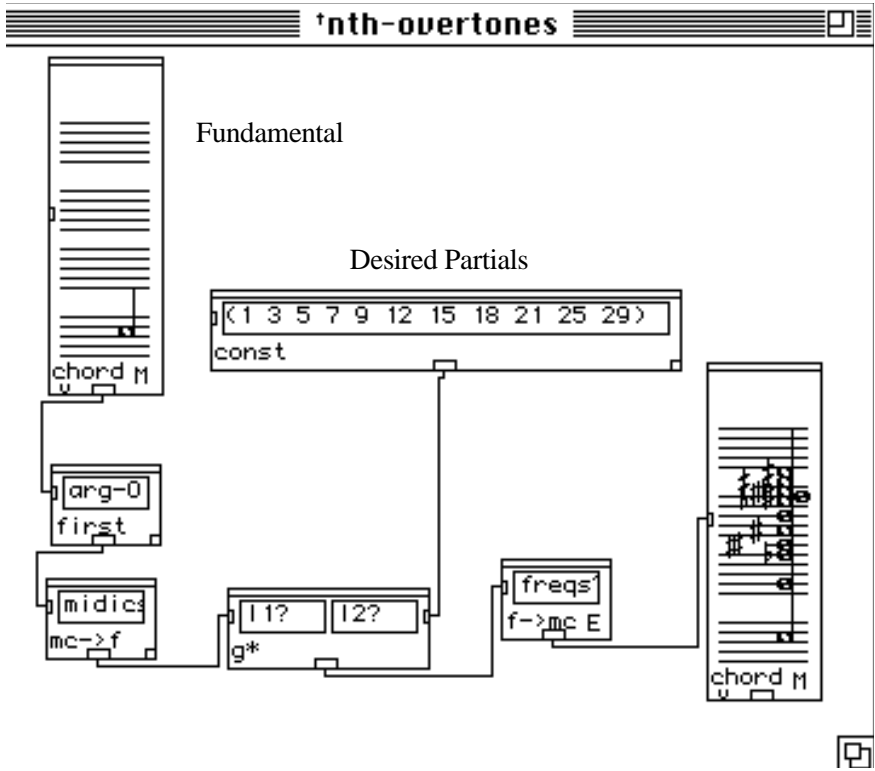 †nth-overtones
Fundamental
Desired Partials
(1 3 5 7 9 12 15 18 21 25 29)
const
chord M
v
arg-0
first
midics
mc->f
l1? l2?
g*
freqs
f->mc E
chord M
v